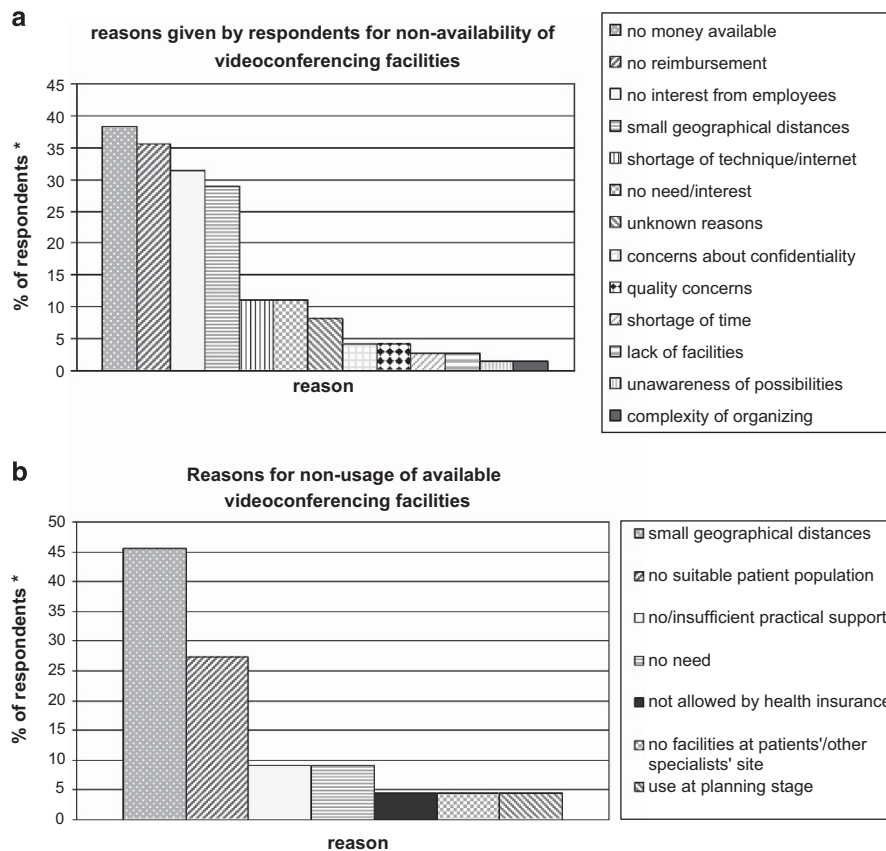 a
reasons given by respondents for non-availability of
videoconferencing facilities
% of respondents *
45
40
35
30
25
20
15
10
5
0
reason
no money available
no reimbursement
no interest from employees
small geographical distances
shortage of technique/internet
no need/interest
unknown reasons
concerns about confidentiality
quality concerns
shortage of time
lack of facilities
unawareness of possibilities
complexity of organizing
b
Reasons for non-usage of available
videoconferencing facilities
% of respondents *
50
45
40
35
30
25
20
15
10
5
0
reason
small geographical distances
no suitable patient population
no/insufficient practical support
no need
not allowed by health insurance
no facilities at patients'/other
specialists' site
use at planning stage